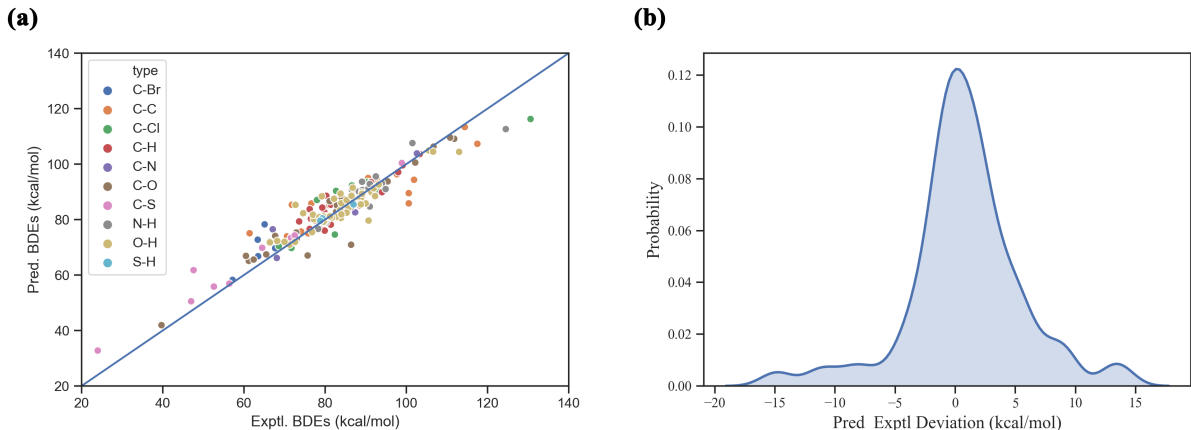 (a)
140
120
100
80
60
40
20
Pred. BDEs (kcal/mol)
type
C-Br
C-C
C-Cl
C-H
C-N
C-O
C-S
N-H
O-H
S-H
20 40 60 80 100 120 140
Exptl. BDEs (kcal/mol)
(b)
0.12
0.10
0.08
0.06
0.04
0.02
0.00
Probability
−20 −15 −10 −5 0 5 10 15
Pred Exptl Deviation (kcal/mol)